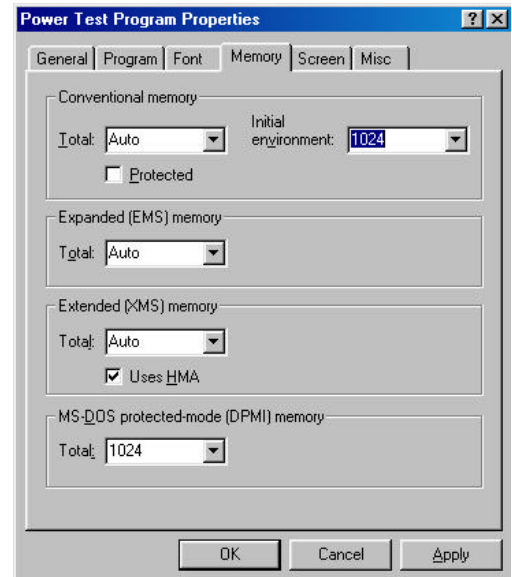 Power Test Program Properties
General Program Font Memory Screen Misc
Conventional memory
Total: Auto
Initial environment: 1024
Protected
Expanded (EMS) memory
Total: Auto
Extended (XMS) memory
Total: Auto
Uses HMA
MS-DOS protected-mode (DPMI) memory
Total: 1024
OK Cancel Apply